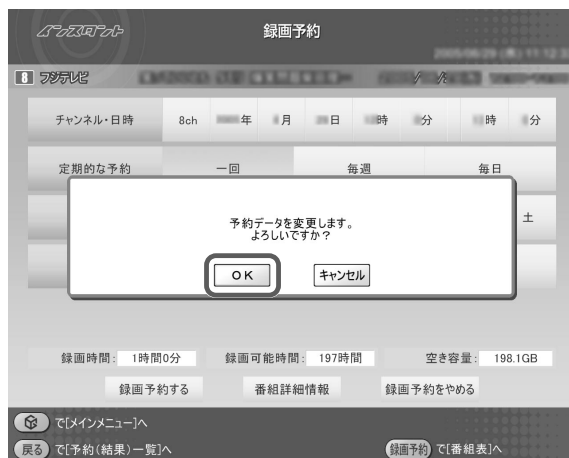 インスタント 録画予約
8 フジテレビ
チャンネル・日時 8ch 年 月 日 時 分 時 分
定期的な予約 一回 毎週 毎日
土
予約データを変更します。
よろしいですか？
OK キャンセル
録画時間: 1時間0分 録画可能時間: 197時間 空き容量: 198.1GB
録画予約する 番組詳細情報 録画予約をやめる
で[メインメニュー]へ
戻る で[予約(結果)一覧]へ 録画予約 で[番組表]へ